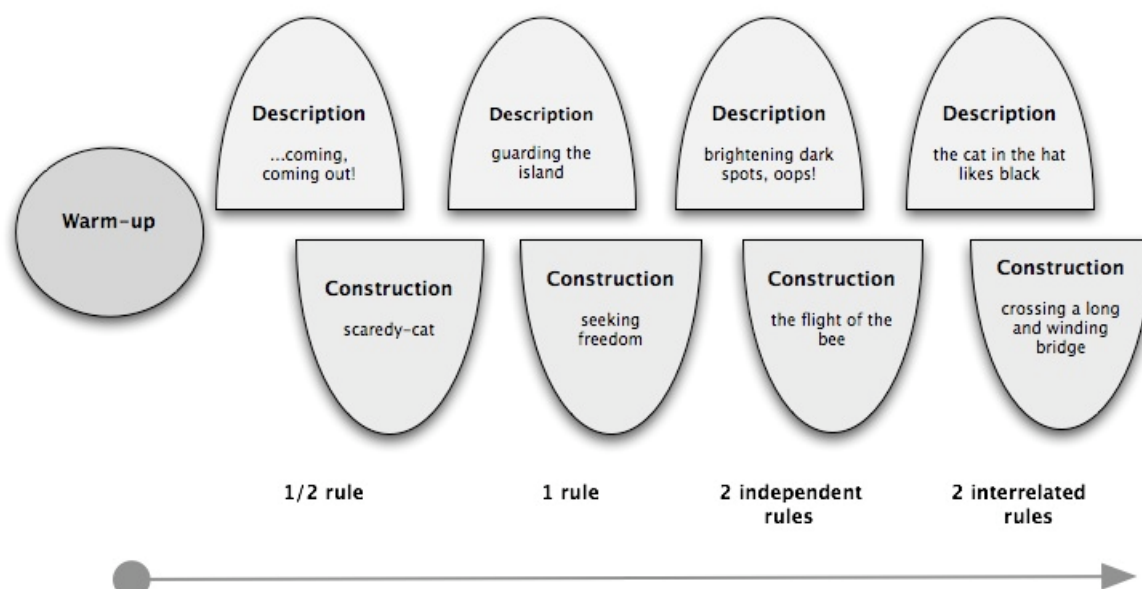 Warm-up
Description
...coming,
coming out!
Description
guarding the
island
Description
brightening dark
spots, oops!
Description
the cat in the hat
likes black
Construction
scaredy-cat
Construction
seeking
freedom
Construction
the flight of the
bee
Construction
crossing a long
and winding
bridge
1/2 rule
1 rule
2 independent
rules
2 interrelated
rules